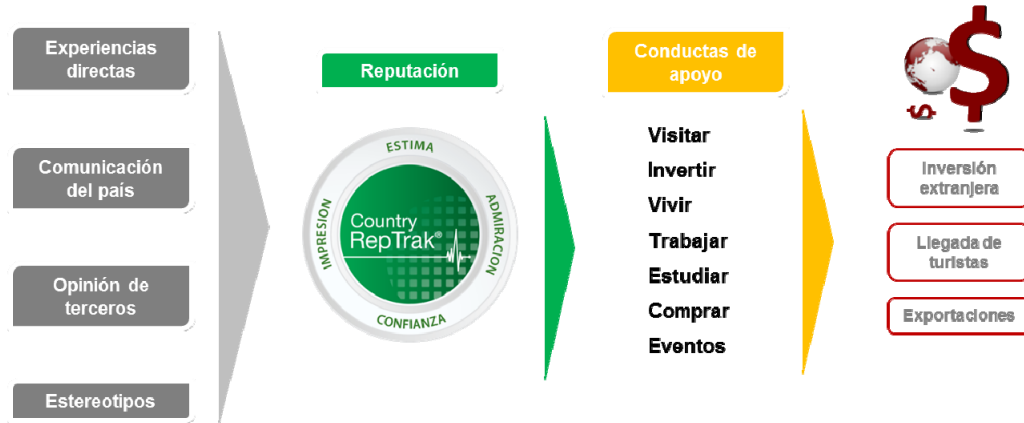 Experiencias
directas
Comunicación
del país
Opinión de
terceros
Estereotipos
Reputación
ESTIMA
IMPRESION
ADMIRACION
Country
RepTrak®
CONFIANZA
Conductas de
apoyo
Visitar
Invertir
Vivir
Trabajar
Estudiar
Comprar
Eventos
$
$
Inversión
extranjera
Llegada de
turistas
Exportaciones